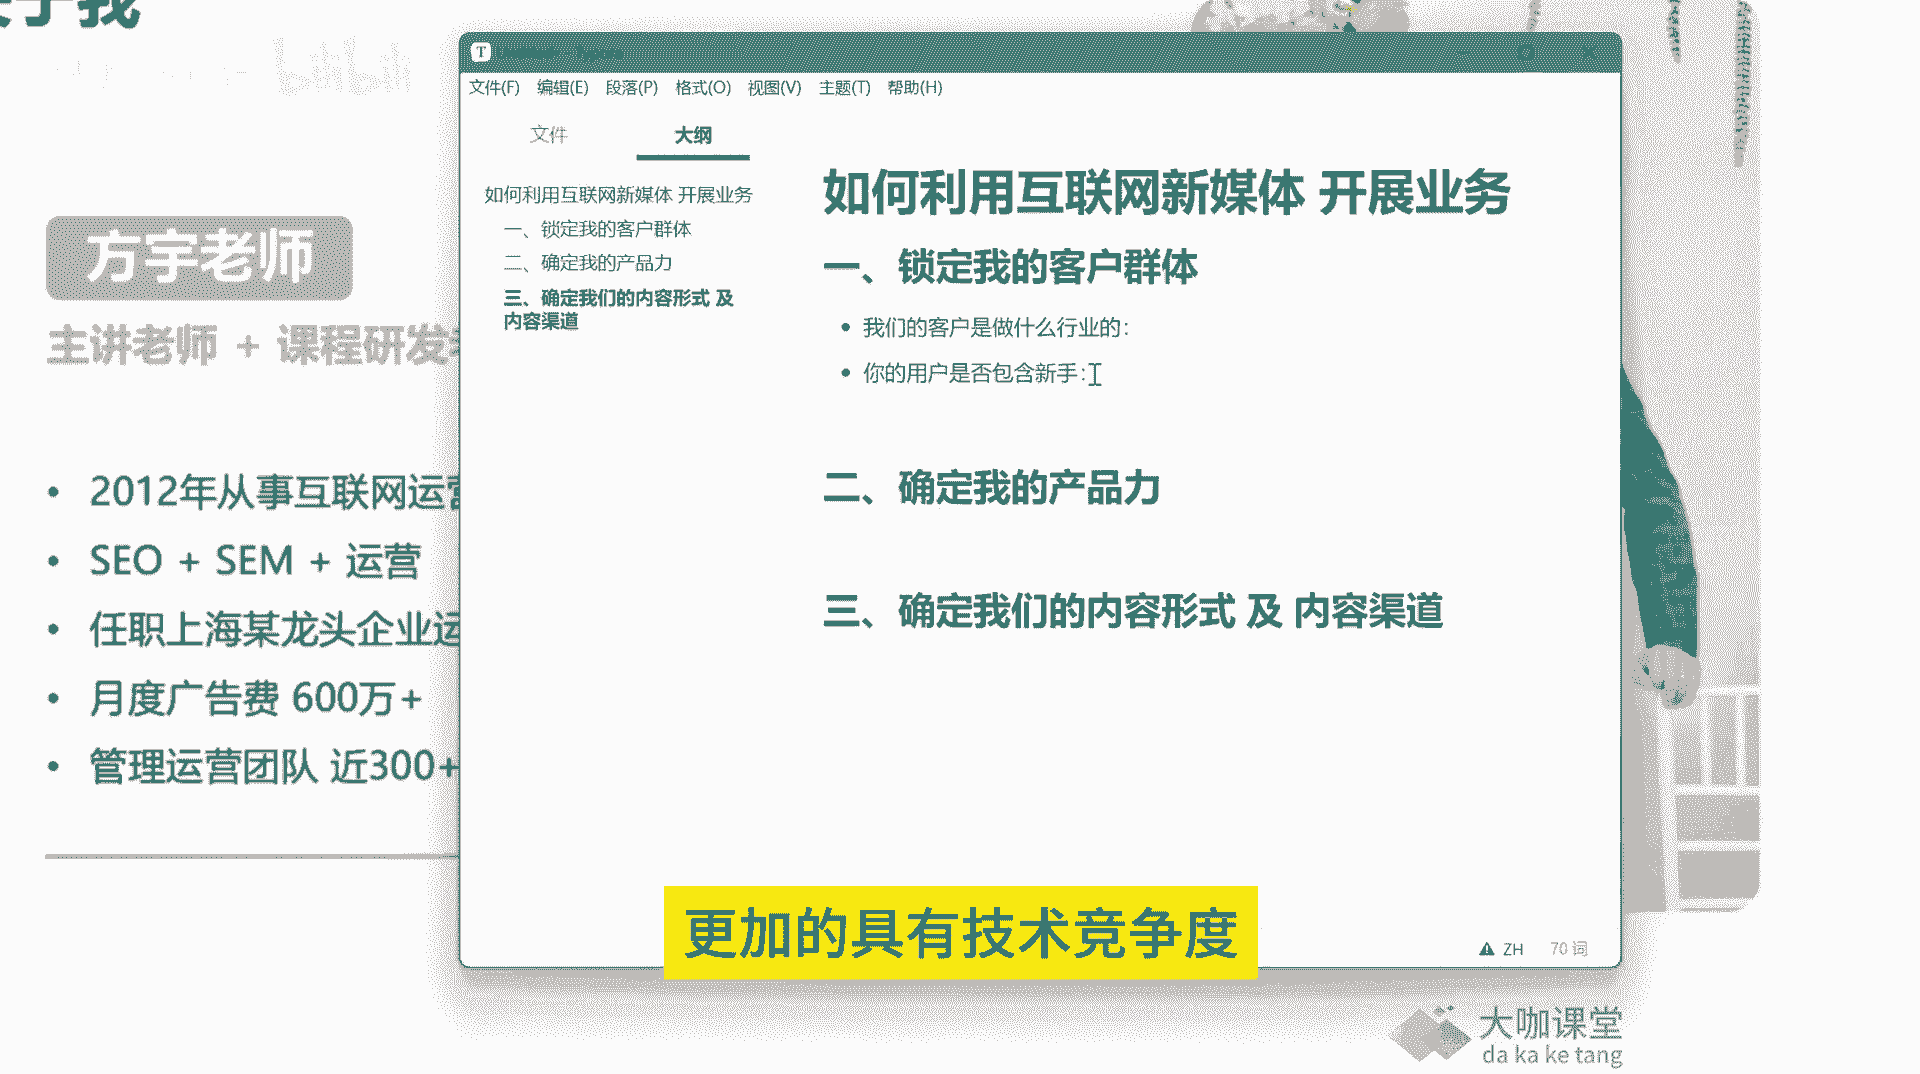 关于我
bilibili
方宇老师
主讲老师 + 课程研发
2012年从事互联网运营
SEO + SEM + 运营
任职上海某龙头企业运
月度广告费 600万+
管理运营团队 近300+
T
文件(F) 编辑(E) 段落(P) 格式(O) 视图(V) 主题(T) 帮助(H)
文件 大纲
如何利用互联网新媒体 开展业务
一、锁定我的客户群体
二、确定我的产品力
三、确定我们的内容形式 及
内容渠道
如何利用互联网新媒体 开展业务
一、锁定我的客户群体
我们的客户是做什么行业的：
你的用户是否包含新手：
二、确定我的产品力
三、确定我们的内容形式 及 内容渠道
更加的具有技术竞争度
ZH 70 词
大咖课堂
da ka ke tang